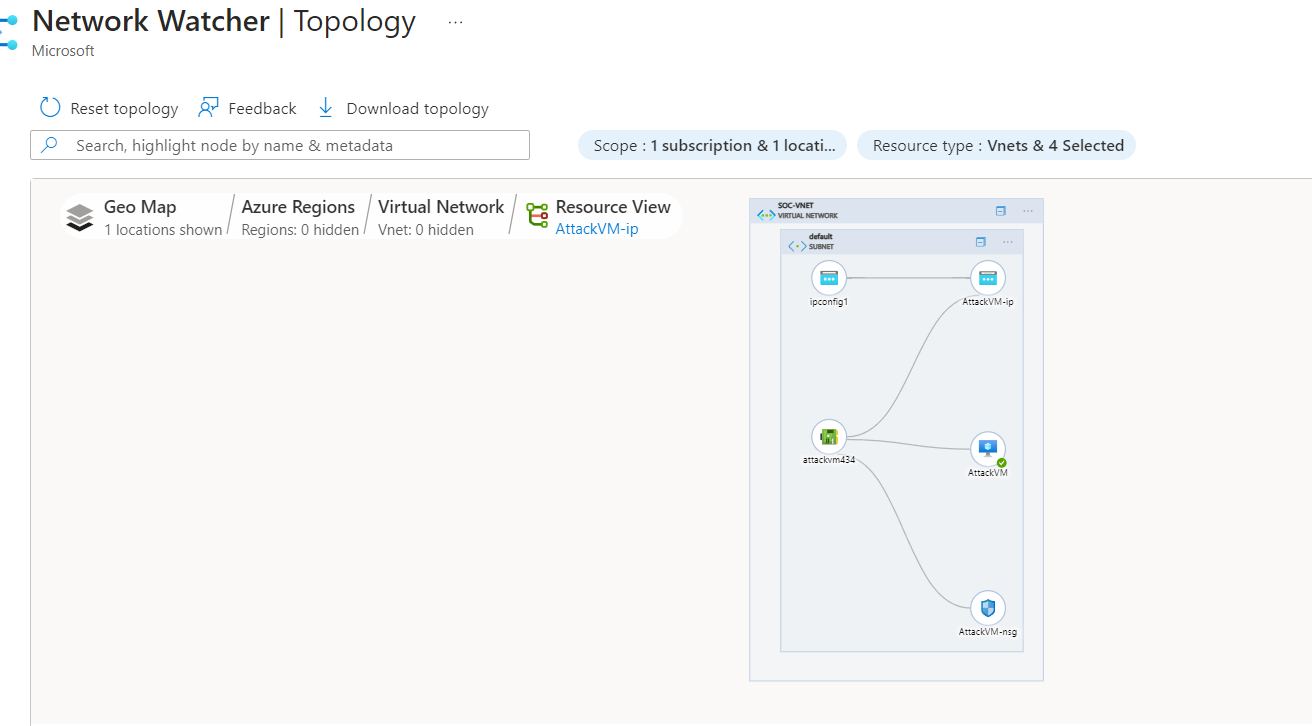 Network Watcher | Topology ...
Microsoft
Reset topology Feedback Download topology
Search, highlight node by name & metadata
Scope : 1 subscription & 1 locati... Resource type : Vnets & 4 Selected
Geo Map Azure Regions Virtual Network Resource View
1 locations shown Regions: 0 hidden Vnet: 0 hidden AttackVM-ip
SOC-VNET
VIRTUAL NETWORK
default
SUBNET
ipconfig1 AttackVM-ip
attackvm434
AttackVM
AttackVM-nsg